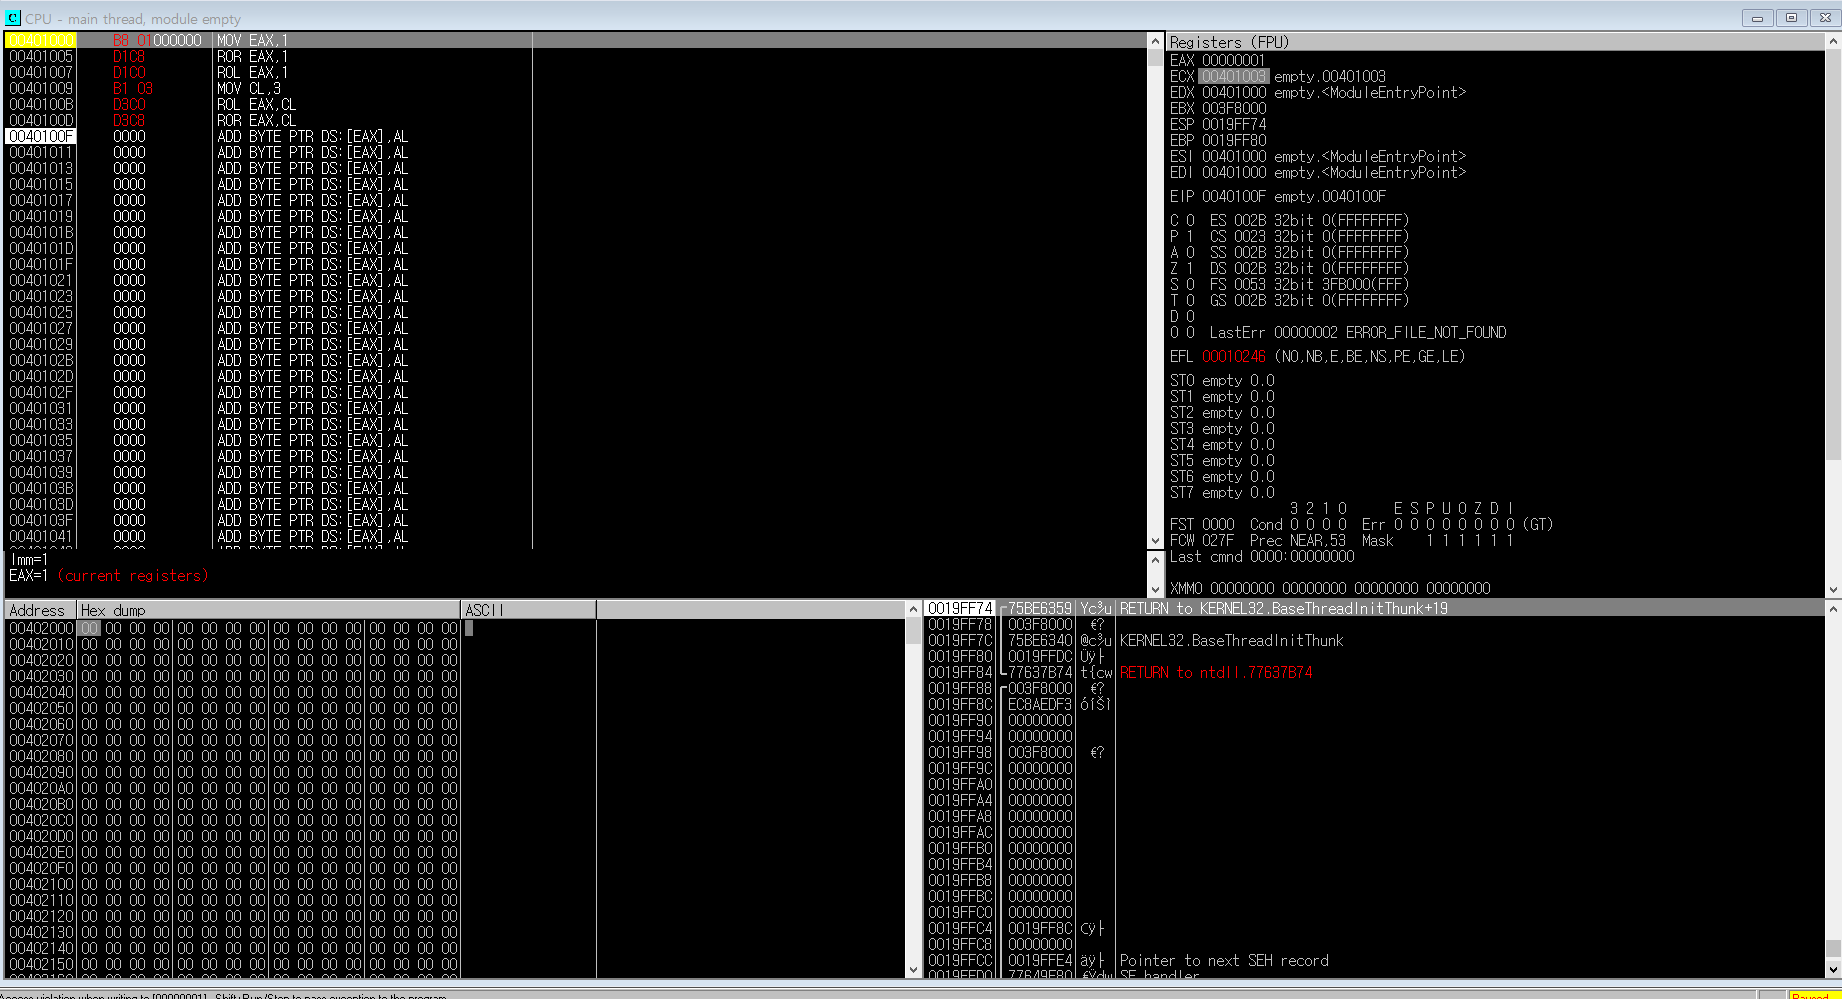 C CPU - main thread, module empty
00401000 B8 01000000 MOV EAX,1
00401005 D1C8 ROR EAX,1
00401007 D1C0 ROL EAX,1
00401009 B1 03 MOV CL,3
0040100B D3C0 ROL EAX,CL
0040100D D3C8 ROR EAX,CL
0040100F 0000 ADD BYTE PTR DS:[EAX],AL
00401011 0000 ADD BYTE PTR DS:[EAX],AL
00401013 0000 ADD BYTE PTR DS:[EAX],AL
00401015 0000 ADD BYTE PTR DS:[EAX],AL
00401017 0000 ADD BYTE PTR DS:[EAX],AL
00401019 0000 ADD BYTE PTR DS:[EAX],AL
0040101B 0000 ADD BYTE PTR DS:[EAX],AL
0040101D 0000 ADD BYTE PTR DS:[EAX],AL
0040101F 0000 ADD BYTE PTR DS:[EAX],AL
00401021 0000 ADD BYTE PTR DS:[EAX],AL
00401023 0000 ADD BYTE PTR DS:[EAX],AL
00401025 0000 ADD BYTE PTR DS:[EAX],AL
00401027 0000 ADD BYTE PTR DS:[EAX],AL
00401029 0000 ADD BYTE PTR DS:[EAX],AL
0040102B 0000 ADD BYTE PTR DS:[EAX],AL
0040102D 0000 ADD BYTE PTR DS:[EAX],AL
0040102F 0000 ADD BYTE PTR DS:[EAX],AL
00401031 0000 ADD BYTE PTR DS:[EAX],AL
00401033 0000 ADD BYTE PTR DS:[EAX],AL
00401035 0000 ADD BYTE PTR DS:[EAX],AL
00401037 0000 ADD BYTE PTR DS:[EAX],AL
00401039 0000 ADD BYTE PTR DS:[EAX],AL
0040103B 0000 ADD BYTE PTR DS:[EAX],AL
0040103D 0000 ADD BYTE PTR DS:[EAX],AL
0040103F 0000 ADD BYTE PTR DS:[EAX],AL
00401041 0000 ADD BYTE PTR DS:[EAX],AL
Imm=1
EAX=1 (current registers)
Registers (FPU)
EAX 00000001
ECX 00401003 empty.00401003
EDX 00401000 empty.<ModuleEntryPoint>
EBX 003F8000
ESP 0019FF74
EBP 0019FF80
ESI 00401000 empty.<ModuleEntryPoint>
EDI 00401000 empty.<ModuleEntryPoint>
EIP 0040100F empty.0040100F
C 0 ES 002B 32bit 0(FFFFFFFF)
P 1 CS 0023 32bit 0(FFFFFFFF)
A 0 SS 002B 32bit 0(FFFFFFFF)
Z 1 DS 002B 32bit 0(FFFFFFFF)
S 0 FS 0053 32bit 3FB000(FFF)
T 0 GS 002B 32bit 0(FFFFFFFF)
D 0
O 0 LastErr 00000002 ERROR_FILE_NOT_FOUND
EFL 00010246 (NO,NB,E,BE,NS,PE,GE,LE)
ST0 empty 0.0
ST1 empty 0.0
ST2 empty 0.0
ST3 empty 0.0
ST4 empty 0.0
ST5 empty 0.0
ST6 empty 0.0
ST7 empty 0.0
3 2 1 0 E S P U O Z D I
FST 0000 Cond 0 0 0 0 Err 0 0 0 0 0 0 0 0 (GT)
FCW 027F Prec NEAR,53 Mask 1 1 1 1 1 1
Last cmnd 0000:00000000
XMM0 00000000 00000000 00000000 00000000
Address Hex dump ASCII
00402000 00 00 00 00 00 00 00 00 00 00 00 00 00 00 00 00
00402010 00 00 00 00 00 00 00 00 00 00 00 00 00 00 00 00
00402020 00 00 00 00 00 00 00 00 00 00 00 00 00 00 00 00
00402030 00 00 00 00 00 00 00 00 00 00 00 00 00 00 00 00
00402040 00 00 00 00 00 00 00 00 00 00 00 00 00 00 00 00
00402050 00 00 00 00 00 00 00 00 00 00 00 00 00 00 00 00
00402060 00 00 00 00 00 00 00 00 00 00 00 00 00 00 00 00
00402070 00 00 00 00 00 00 00 00 00 00 00 00 00 00 00 00
00402080 00 00 00 00 00 00 00 00 00 00 00 00 00 00 00 00
00402090 00 00 00 00 00 00 00 00 00 00 00 00 00 00 00 00
004020A0 00 00 00 00 00 00 00 00 00 00 00 00 00 00 00 00
004020B0 00 00 00 00 00 00 00 00 00 00 00 00 00 00 00 00
004020C0 00 00 00 00 00 00 00 00 00 00 00 00 00 00 00 00
004020D0 00 00 00 00 00 00 00 00 00 00 00 00 00 00 00 00
004020E0 00 00 00 00 00 00 00 00 00 00 00 00 00 00 00 00
004020F0 00 00 00 00 00 00 00 00 00 00 00 00 00 00 00 00
00402100 00 00 00 00 00 00 00 00 00 00 00 00 00 00 00 00
00402110 00 00 00 00 00 00 00 00 00 00 00 00 00 00 00 00
00402120 00 00 00 00 00 00 00 00 00 00 00 00 00 00 00 00
00402130 00 00 00 00 00 00 00 00 00 00 00 00 00 00 00 00
00402140 00 00 00 00 00 00 00 00 00 00 00 00 00 00 00 00
00402150 00 00 00 00 00 00 00 00 00 00 00 00 00 00 00 00
0019FF74 75BE6359 Yc¾u RETURN to KERNEL32.BaseThreadInitThunk+19
0019FF78 003F8000 €?
0019FF7C 75BE6340 @c¾u KERNEL32.BaseThreadInitThunk
0019FF80 0019FFDC Üÿ
0019FF84 77637B74 t{cw RETURN to ntdll.77637B74
0019FF88 003F8000 €?
0019FF8C EC8AEDF3 óíŠì
0019FF90 00000000
0019FF94 00000000
0019FF98 003F8000 €?
0019FF9C 00000000
0019FFA0 00000000
0019FFA4 00000000
0019FFA8 00000000
0019FFAC 00000000
0019FFB0 00000000
0019FFB4 00000000
0019FFB8 00000000
0019FFBC 00000000
0019FFC0 00000000
0019FFC4 0019FF8C Œÿ
0019FFC8 00000000
0019FFCC 0019FFE4 äÿ Pointer to next SEH record
0019FFD0 77649F80 €Ÿdw SE handler
Access violation when writing to [00000001] - Shift+Run/Step to pass exception to the program
Paused